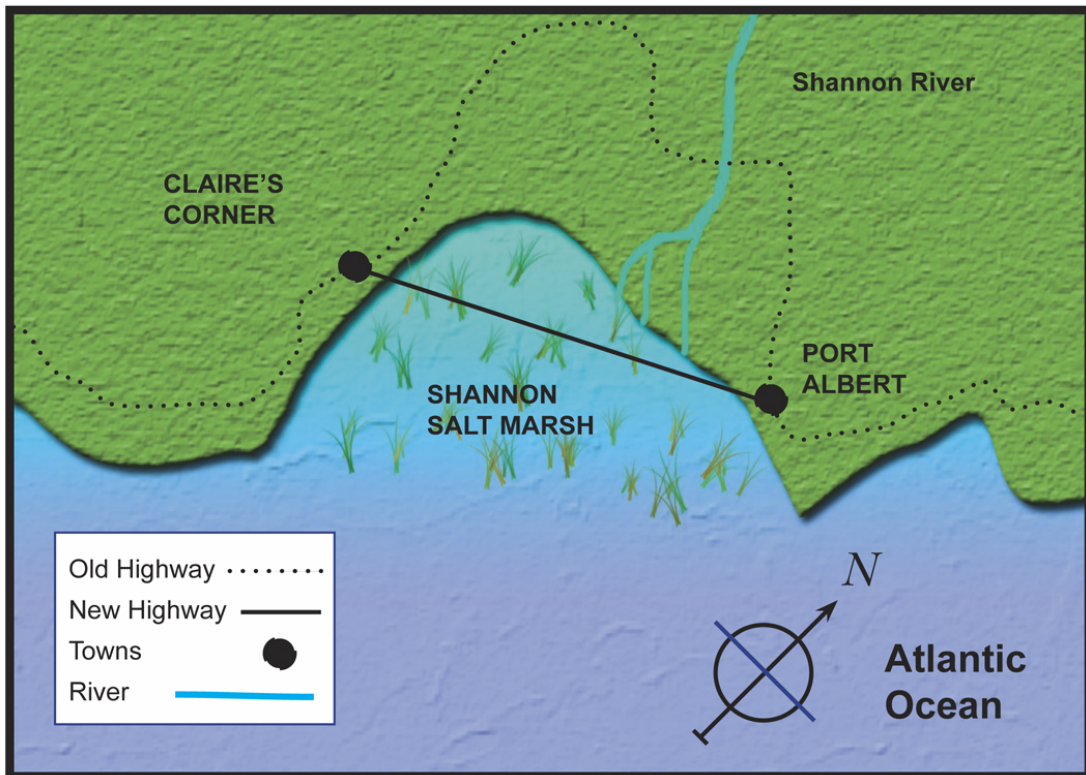 Shannon River
CLAIRE'S
CORNER
PORT
ALBERT
SHANNON
SALT MARSH
Old Highway
New Highway
Towns
River
N
Atlantic
Ocean